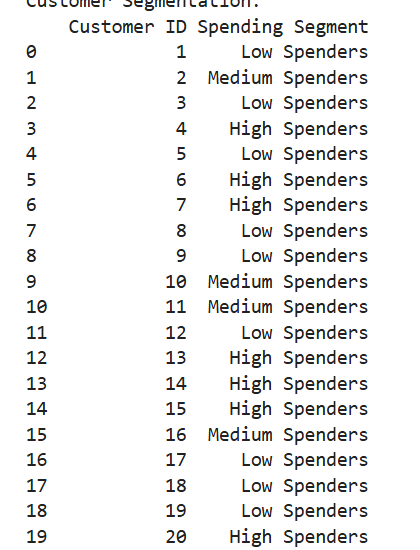 Customer Segmentation:
Customer ID Spending Segment
0 1 Low Spenders
1 2 Medium Spenders
2 3 Low Spenders
3 4 High Spenders
4 5 Low Spenders
5 6 High Spenders
6 7 High Spenders
7 8 Low Spenders
8 9 Low Spenders
9 10 Medium Spenders
10 11 Medium Spenders
11 12 Low Spenders
12 13 High Spenders
13 14 High Spenders
14 15 High Spenders
15 16 Medium Spenders
16 17 Low Spenders
17 18 Low Spenders
18 19 Low Spenders
19 20 High Spenders